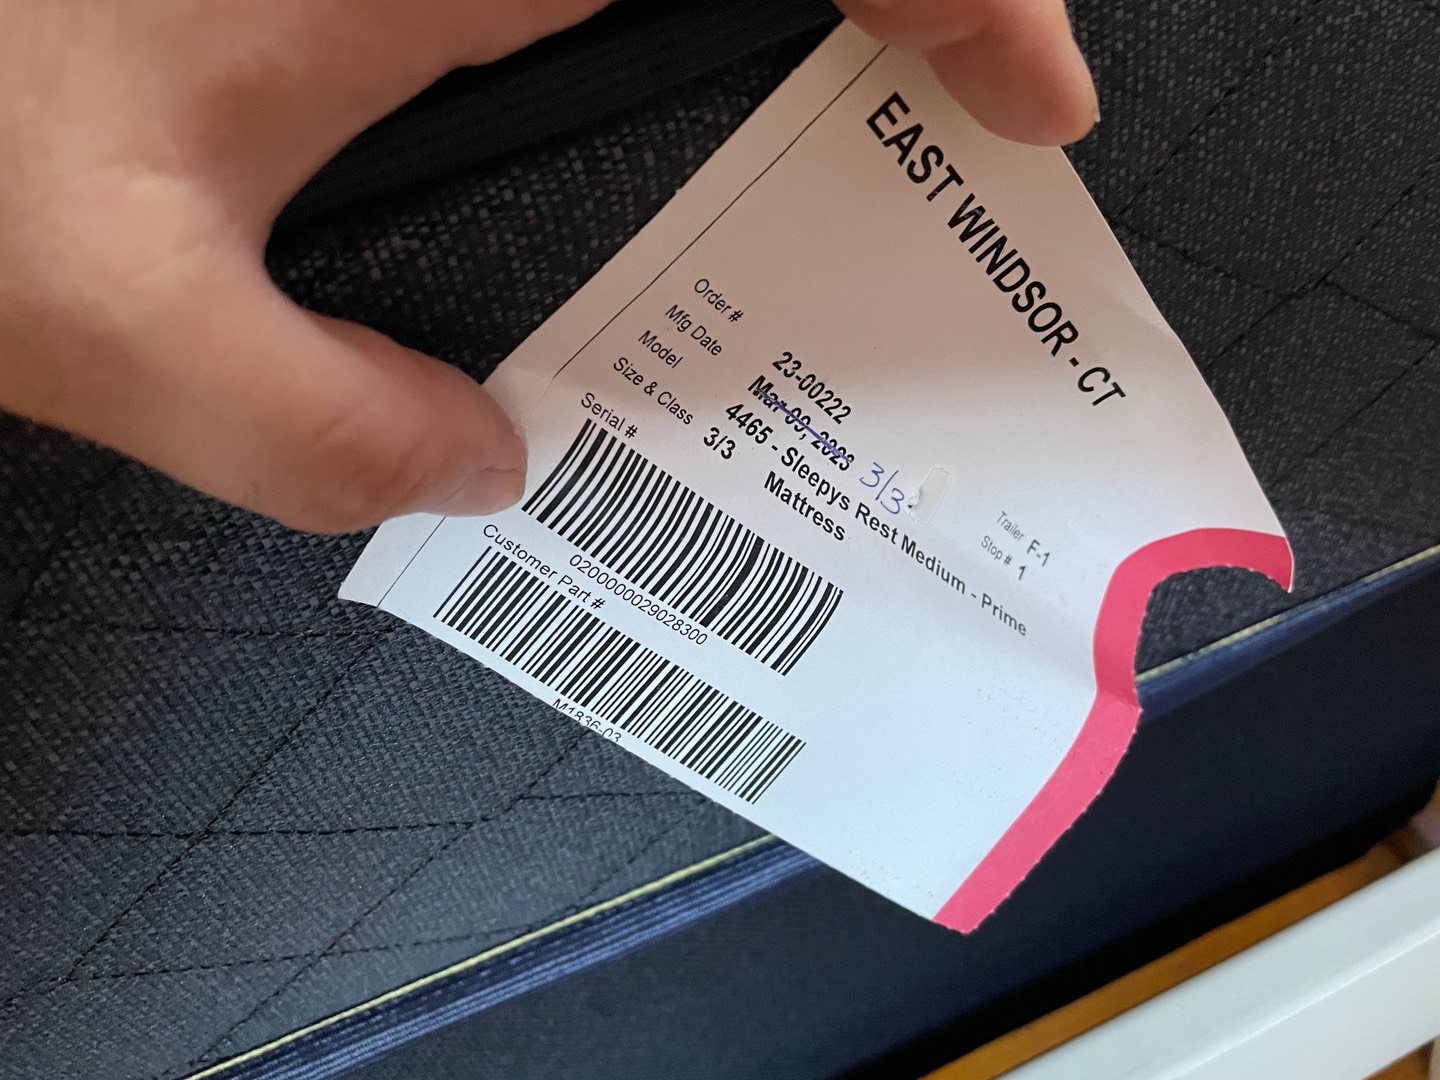 EAST WINDSOR - CT
Order # 23-00222
Mfg Date Mar 09, 2023 3/3
Model 4465 - Sleepys Rest Medium - Prime
Size & Class 3/3 Mattress
Serial #
0200000029028300
Customer Part #
M1836-03
Trailer F-1
Stop # 1